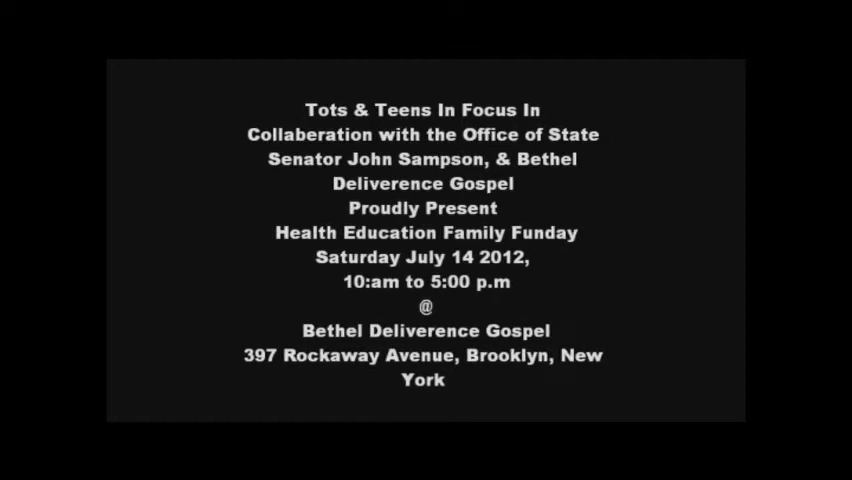 Tots & Teens In Focus In
Collaberation with the Office of State
Senator John Sampson, & Bethel
Deliverence Gospel
Proudly Present
Health Education Family Funday
Saturday July 14 2012,
10:am to 5:00 p.m
@
Bethel Deliverence Gospel
397 Rockaway Avenue, Brooklyn, New
York